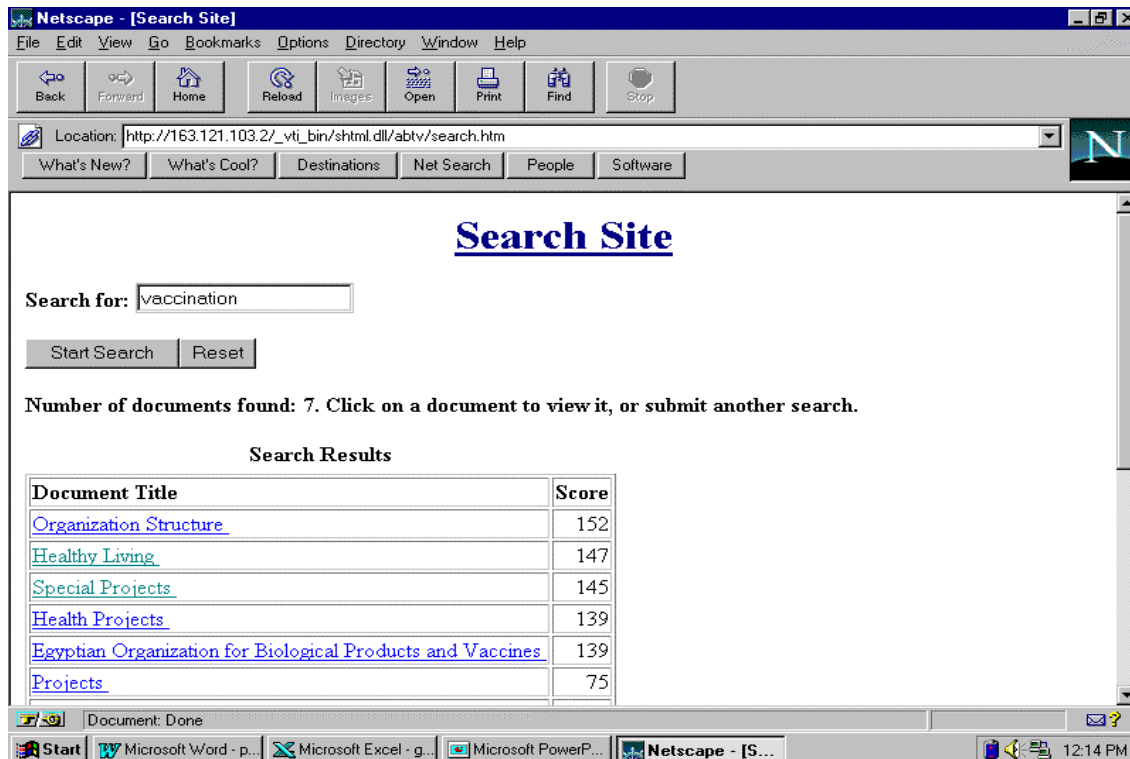 Netscape - [Search Site]
File Edit View Go Bookmarks Options Directory Window Help
Back Forward Home Reload Images Open Print Find Stop
Location: http://163.121.103.2/_vti_bin/shtml.dll/abtv/search.htm
N
What's New? What's Cool? Destinations Net Search People Software
Search Site
Search for: vaccination
Start Search Reset
Number of documents found: 7. Click on a document to view it, or submit another search.
Search Results
Document Title Score
Organization Structure 152
Healthy Living 147
Special Projects 145
Health Projects 139
Egyptian Organization for Biological Products and Vaccines 139
Projects 75
Document: Done
Start Microsoft Word - p... Microsoft Excel - g... Microsoft PowerP... Netscape - [S... 12:14 PM